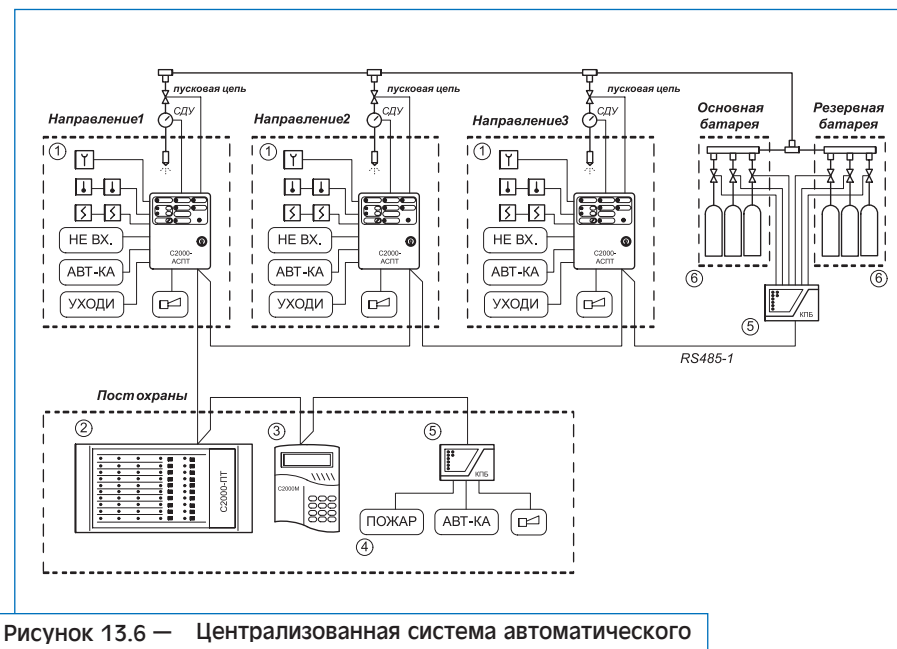 пусковая цепь
пусковая цепь
пусковая цепь
СДУ
СДУ
СДУ
Направление1
Направление2
Направление3
Основная
батарея
Резервная
батарея
1
1
1
НЕ ВХ.
АВТ-КА
УХОДИ
С2000-
АСПТ
НЕ ВХ.
АВТ-КА
УХОДИ
С2000-
АСПТ
НЕ ВХ.
АВТ-КА
УХОДИ
С2000-
АСПТ
6
6
5
КПБ
RS485-1
Пост охраны
2
3
5
С2000-ПТ
С2000М
КПБ
ПОЖАР
АВТ-КА
4
Рисунок 13.6 — Централизованная система автоматического